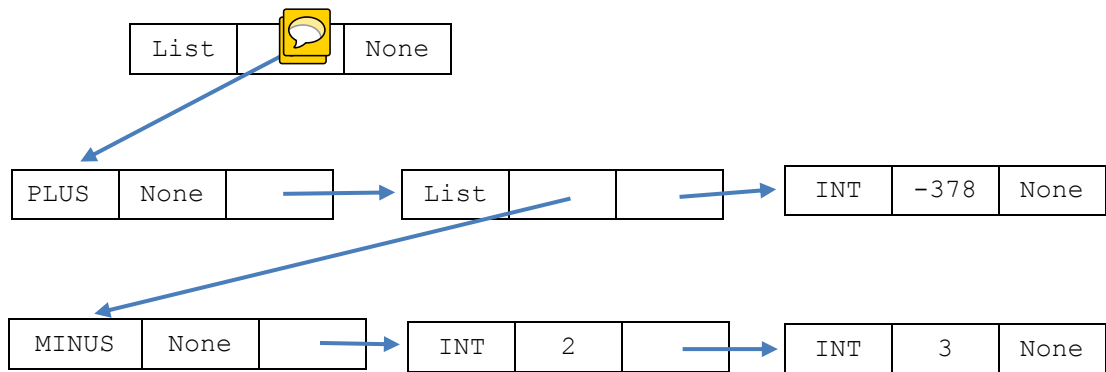 List None
PLUS None List INT -378 None
MINUS None INT 2 INT 3 None